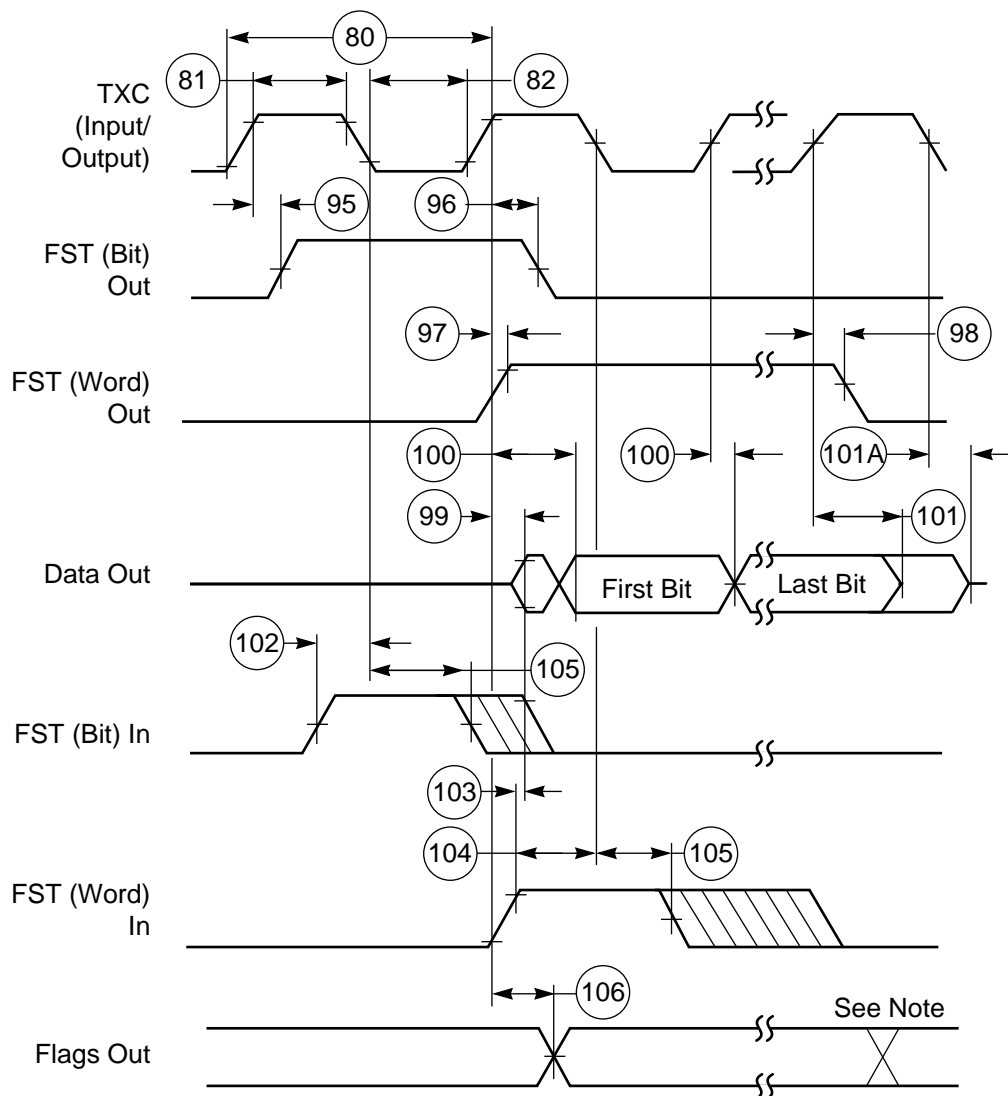 80
81
82
TXC
(Input/
Output)
95
96
FST (Bit)
Out
97
98
FST (Word)
Out
100
100
101A
99
101
Data Out
First Bit
Last Bit
102
105
FST (Bit) In
103
104
105
FST (Word)
In
106
See Note
Flags Out